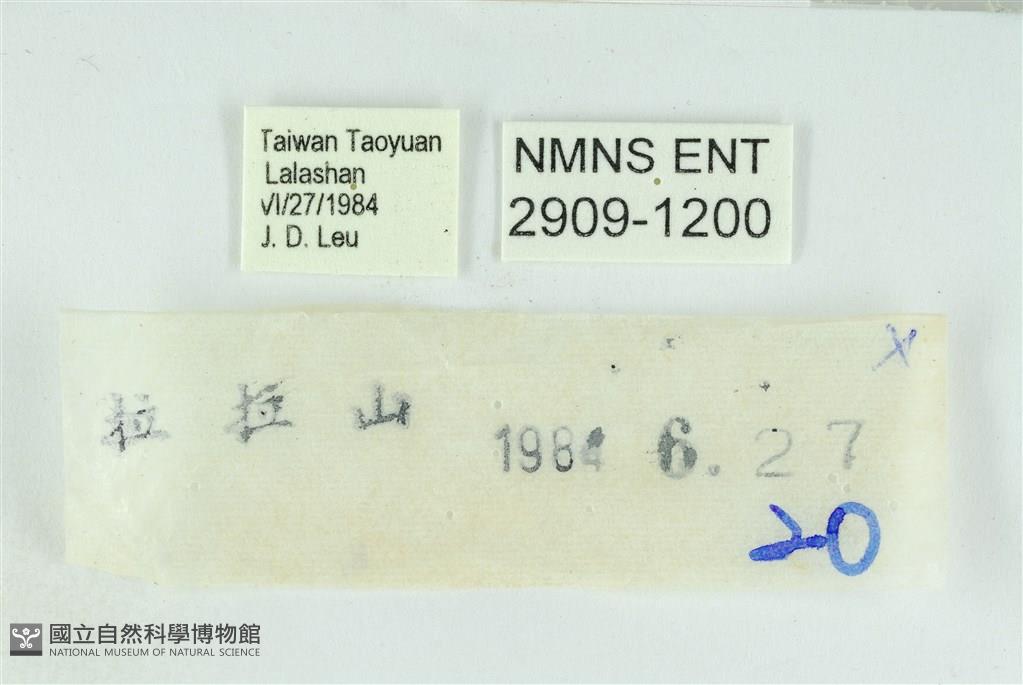 Taiwan Taoyuan
Lalashan
VI/27/1984
J. D. Leu
NMNS ENT
2909-1200
x
拉拉山 1984 6.27
20
國立自然科學博物館
NATIONAL MUSEUM OF NATURAL SCIENCE